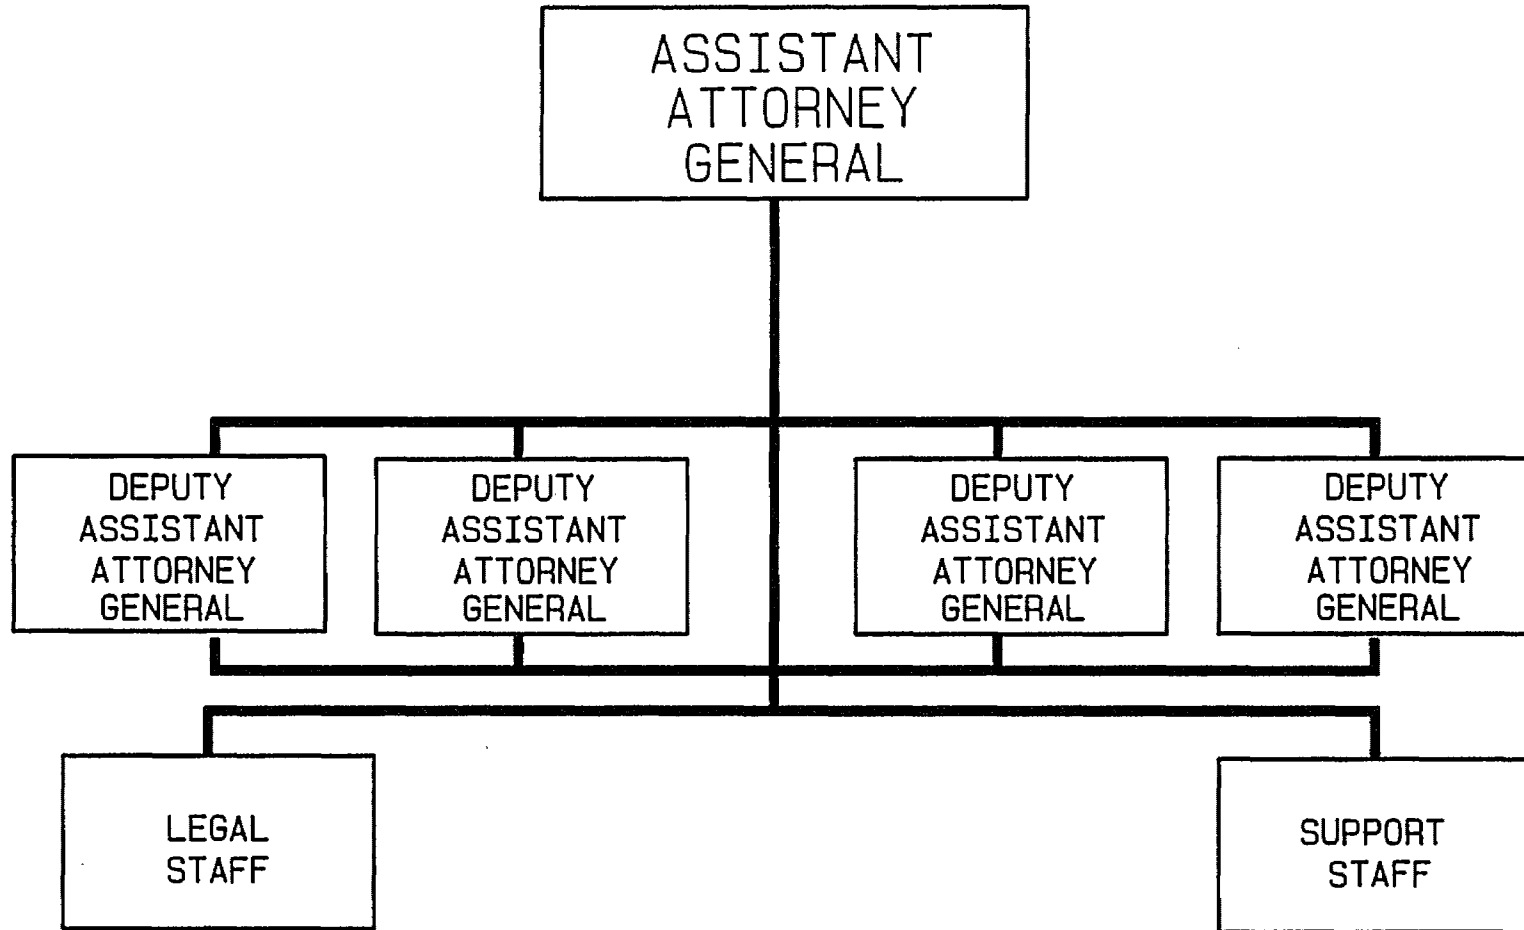 ASSISTANT
ATTORNEY
GENERAL
DEPUTY
ASSISTANT
ATTORNEY
GENERAL
DEPUTY
ASSISTANT
ATTORNEY
GENERAL
DEPUTY
ASSISTANT
ATTORNEY
GENERAL
DEPUTY
ASSISTANT
ATTORNEY
GENERAL
LEGAL
STAFF
SUPPORT
STAFF